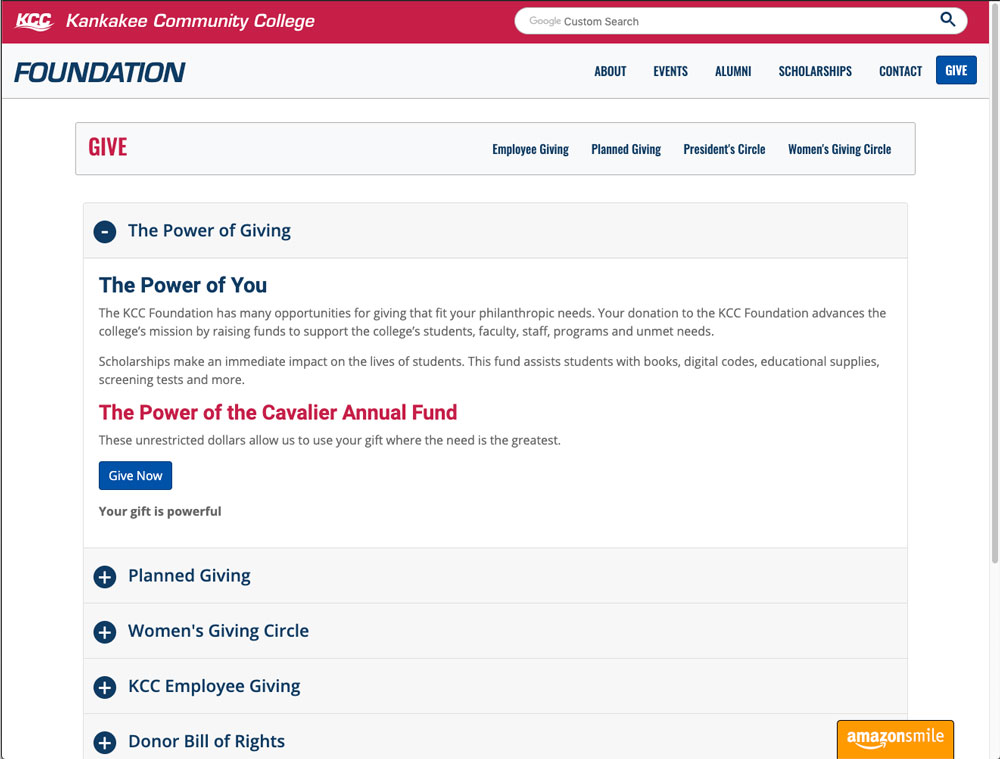 KCC Kankakee Community College
Google Custom Search
FOUNDATION
ABOUT EVENTS ALUMNI SCHOLARSHIPS CONTACT GIVE
GIVE
Employee Giving Planned Giving President's Circle Women's Giving Circle
- The Power of Giving
The Power of You
The KCC Foundation has many opportunities for giving that fit your philanthropic needs. Your donation to the KCC Foundation advances the
college’s mission by raising funds to support the college’s students, faculty, staff, programs and unmet needs.
Scholarships make an immediate impact on the lives of students. This fund assists students with books, digital codes, educational supplies,
screening tests and more.
The Power of the Cavalier Annual Fund
These unrestricted dollars allow us to use your gift where the need is the greatest.
Give Now
Your gift is powerful
+ Planned Giving
+ Women's Giving Circle
+ KCC Employee Giving
+ Donor Bill of Rights
amazonsmile